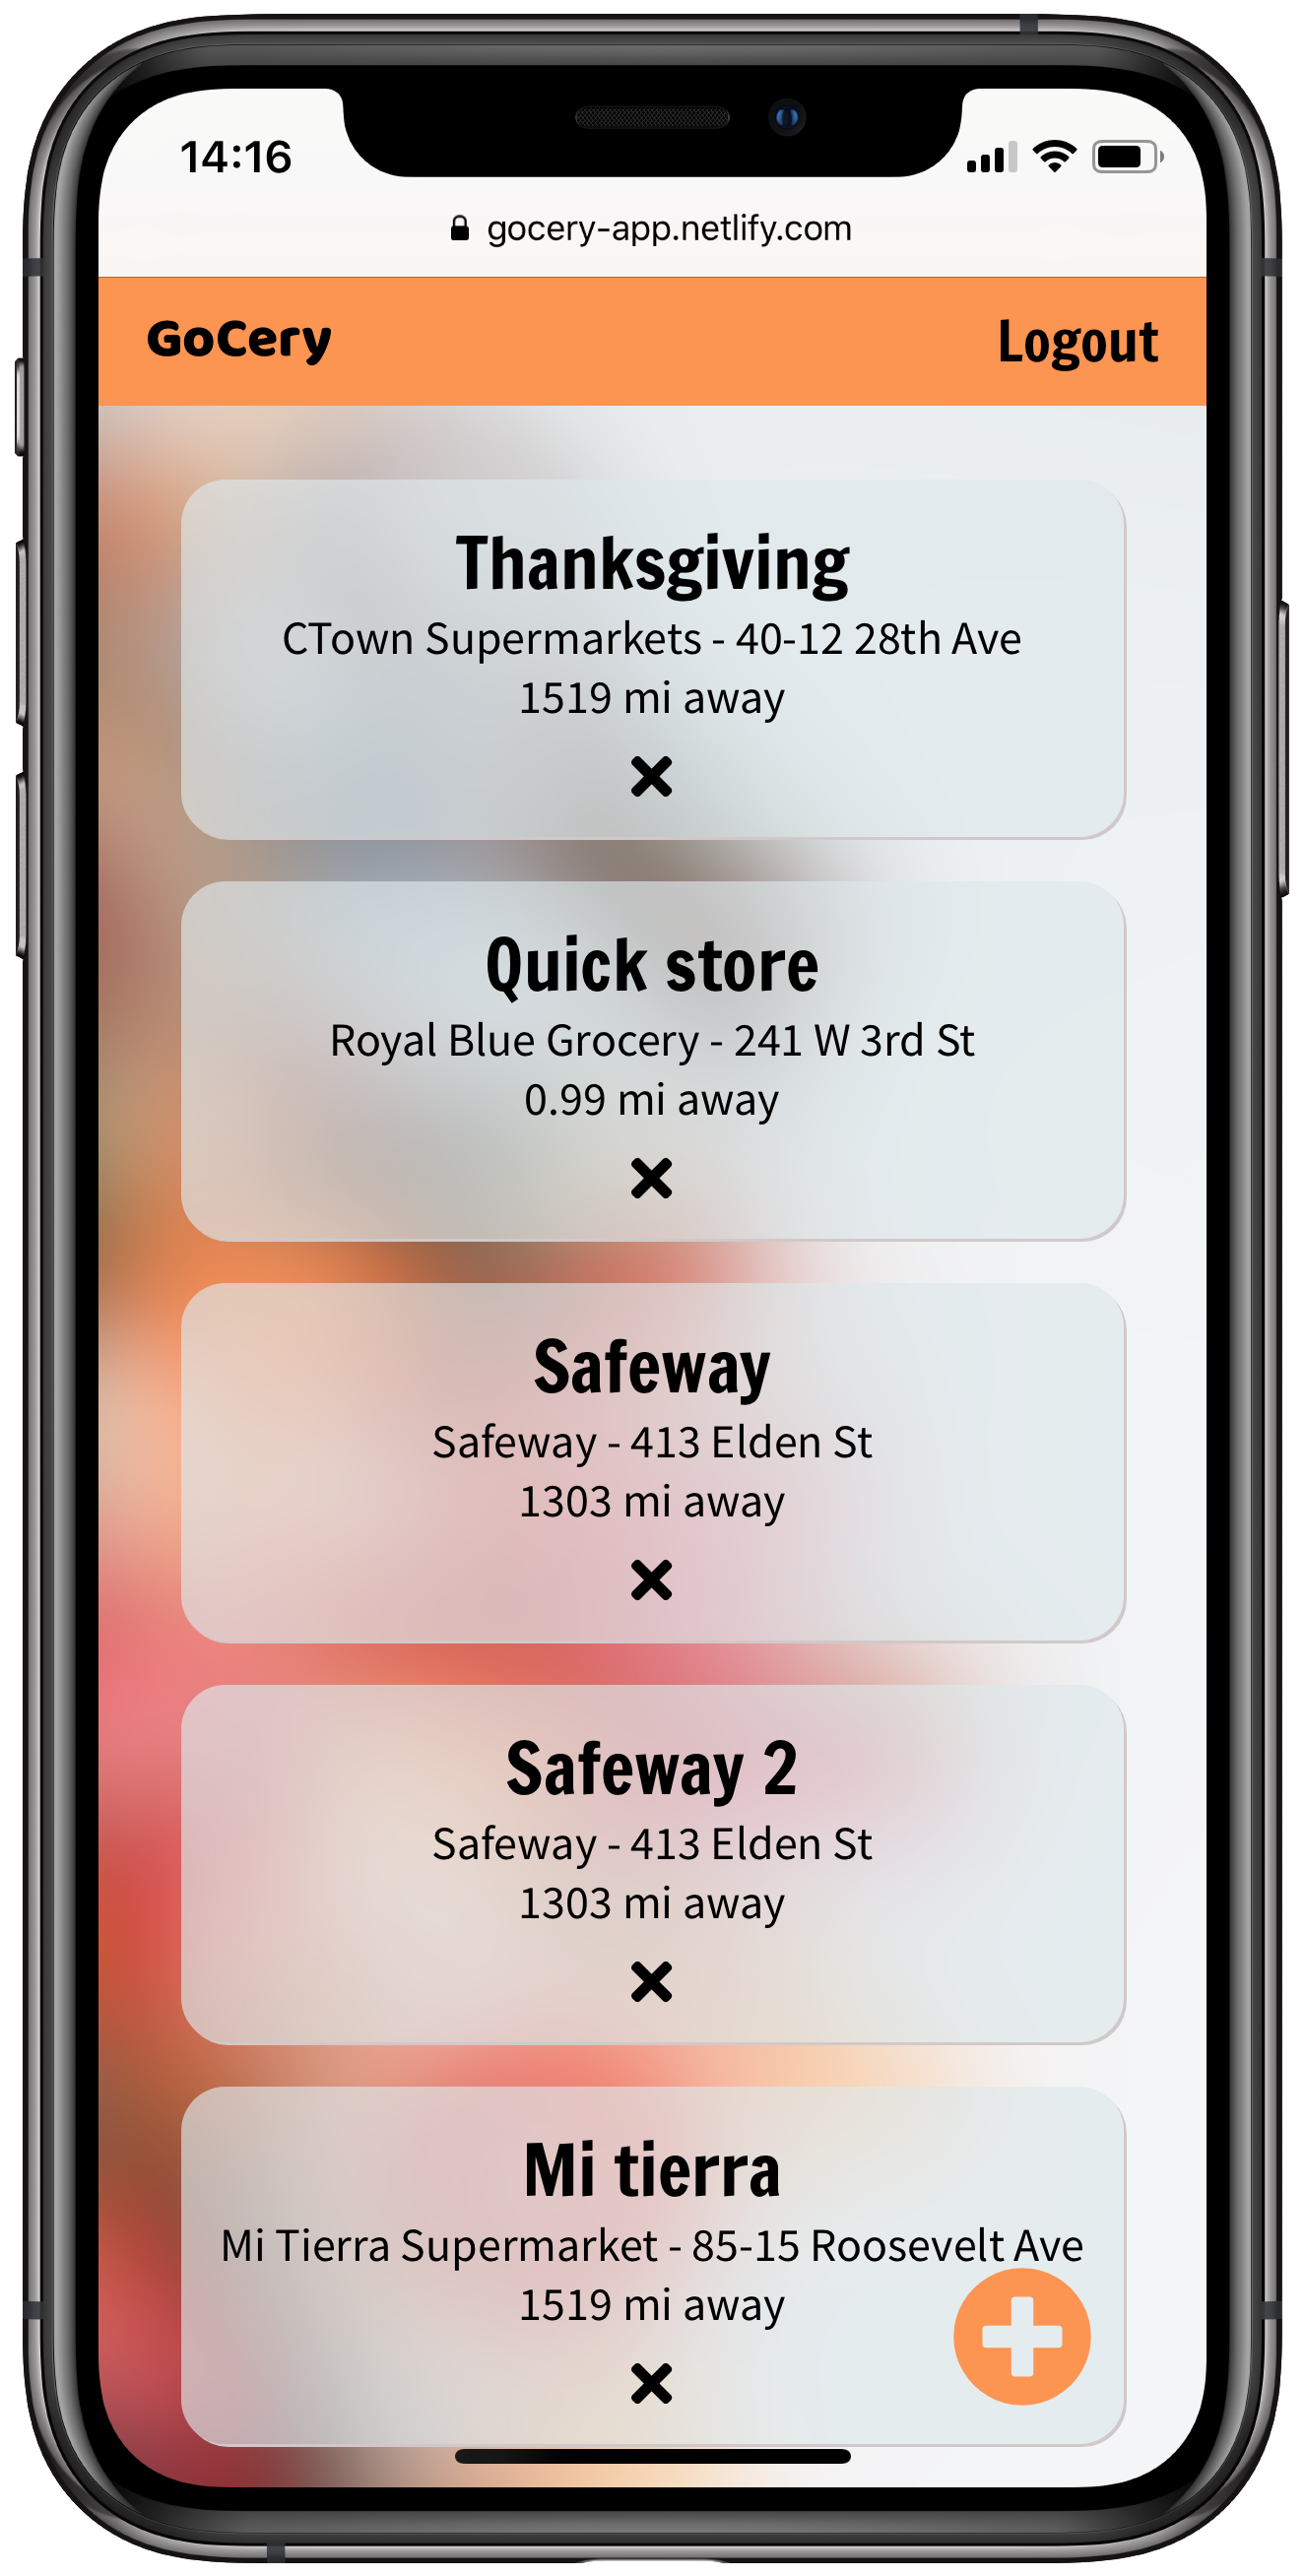 14:16
gocery-app.netlify.com
GoCery
Logout
Thanksgiving
CTown Supermarkets - 40-12 28th Ave
1519 mi away
Quick store
Royal Blue Grocery - 241 W 3rd St
0.99 mi away
Safeway
Safeway - 413 Elden St
1303 mi away
Safeway 2
Safeway - 413 Elden St
1303 mi away
Mi tierra
Mi Tierra Supermarket - 85-15 Roosevelt Ave
1519 mi away